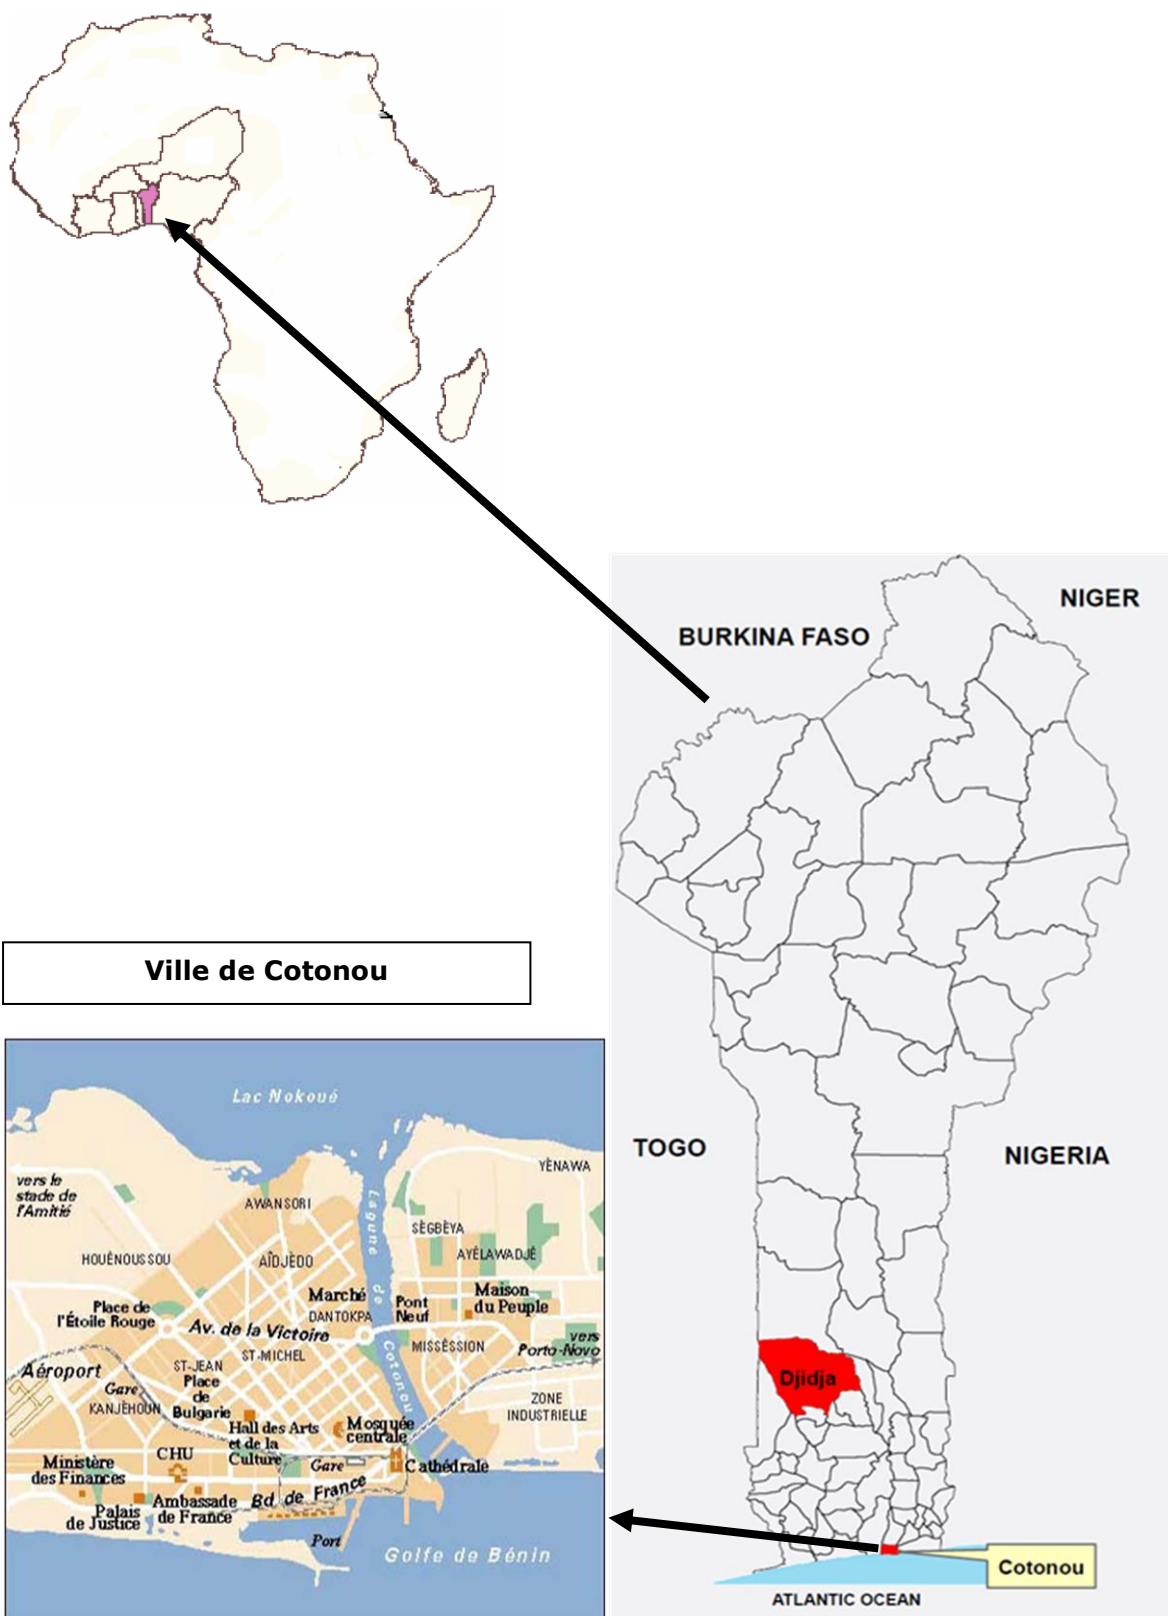 NIGER
BURKINA FASO
Ville de Cotonou
TOGO
NIGERIA
Djidja
Cotonou
ATLANTIC OCEAN
Lac Nokoué
YÈNAWA
vers le
stade de
l'Amitié
AWANSORI
Lagune de Cotonou
SÈGBÈYA
HOUÈNOUSSOU
AÏDJÈDO
AYÉLAWADJÈ
Marché
DANTOKPA
Pont
Neuf
Maison
du Peuple
Place de
l'Étoile Rouge
Av. de la Victoire
MISSÈSSION
vers
Porto-Novo
ST-MICHEL
ST-JEAN
Aéroport
Gare
KANJÈHOUN
Place
de
Bulgarie
ZONE
INDUSTRIELLE
Hall des Arts
et de la
Culture
Mosquée
centrale
CHU
Gare
Cathédrale
Ministère
des Finances
Bd de France
Palais
de Justice
Ambassade
de France
Port
Golfe de Bénin